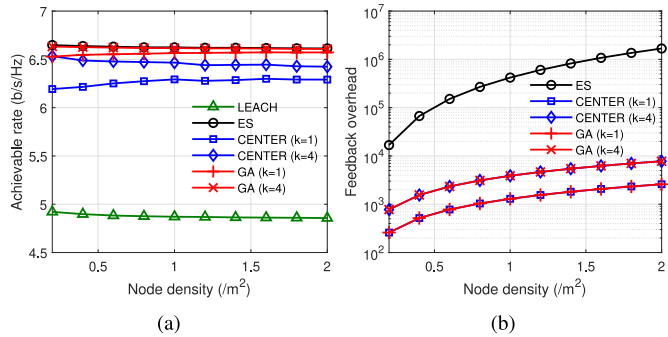 7
6.5
6
5.5
5
4.5
Achievable rate (b/s/Hz)
LEACH
ES
CENTER (k=1)
CENTER (k=4)
GA (k=1)
GA (k=4)
0.5 1 1.5 2
Node density (/m²)
(a)
10⁷
10⁶
10⁵
10⁴
10³
10²
Feedback overhead
ES
CENTER (k=1)
CENTER (k=4)
GA (k=1)
GA (k=4)
0.5 1 1.5 2
Node density (/m²)
(b)